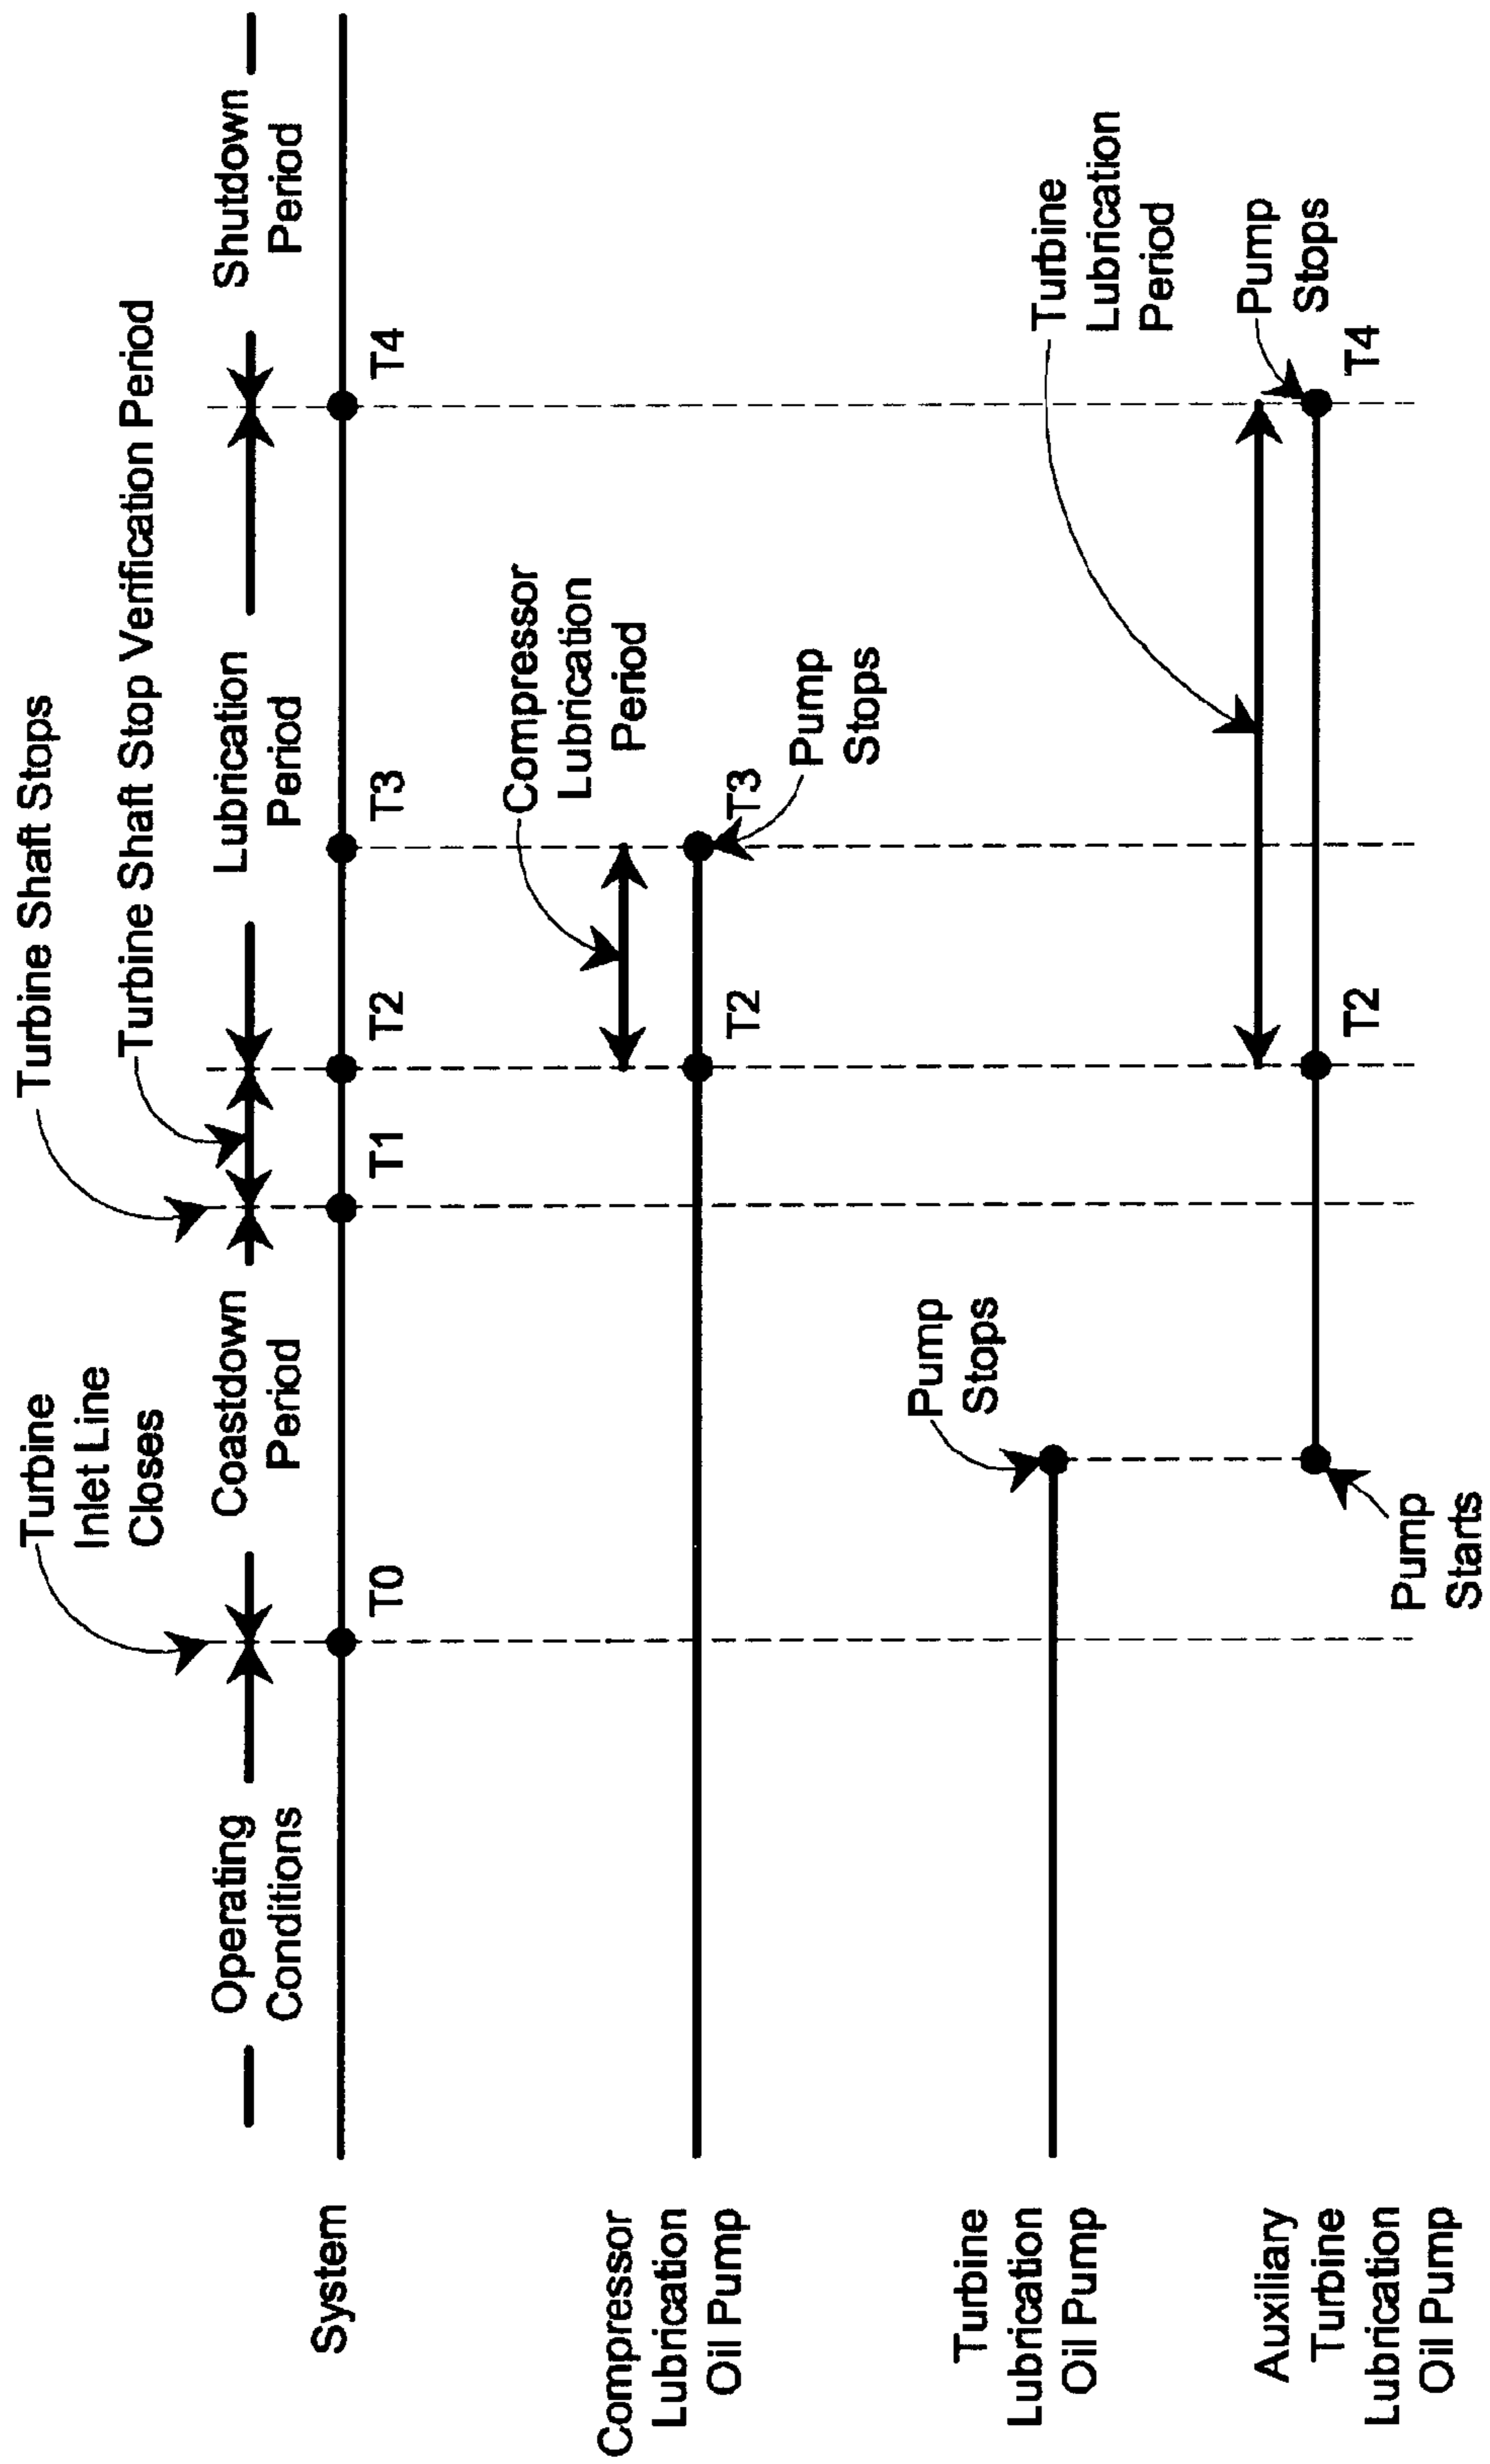 Turbine
Inlet Line
Closes
Turbine Shaft Stops
Turbine Shaft Stop Verification Period
Operating
Conditions
Coastdown
Period
Lubrication
Period
Shutdown
Period
System
T0
T1
T2
T3
T4
Compressor
Lubrication
Period
Compressor
Lubrication
Oil Pump
T2
T3
Pump
Stops
Turbine
Lubrication
Oil Pump
Pump
Stops
Turbine
Lubrication
Period
Auxiliary
Turbine
Lubrication
Oil Pump
Pump
Starts
T2
T4
Pump
Stops